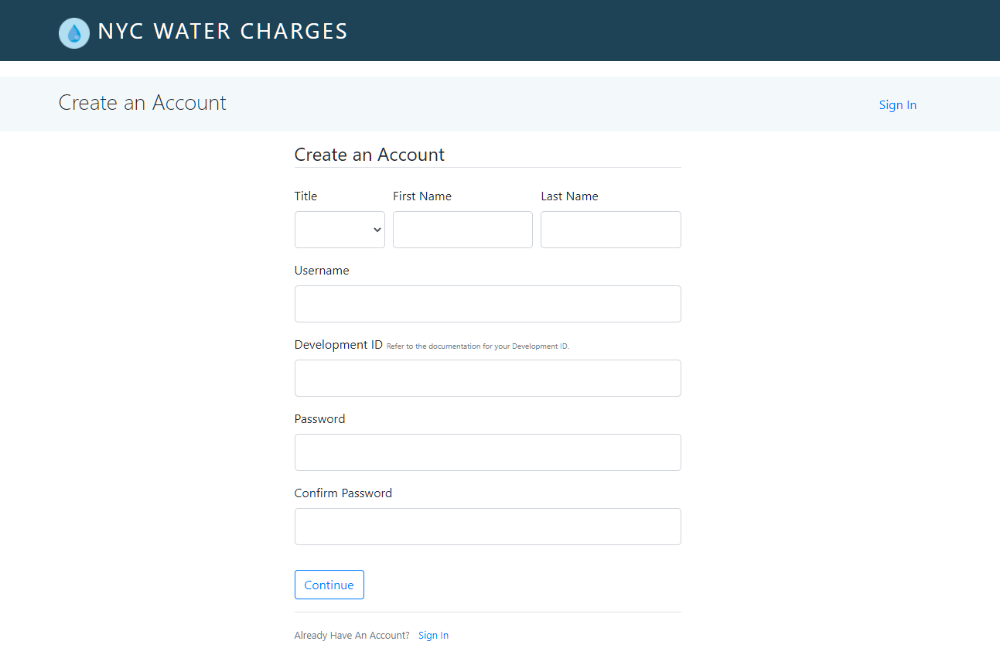 NYC WATER CHARGES
Create an Account
Sign In
Create an Account
Title First Name Last Name
Username
Development ID Refer to the documentation for your Development ID.
Password
Confirm Password
Continue
Already Have An Account? Sign In